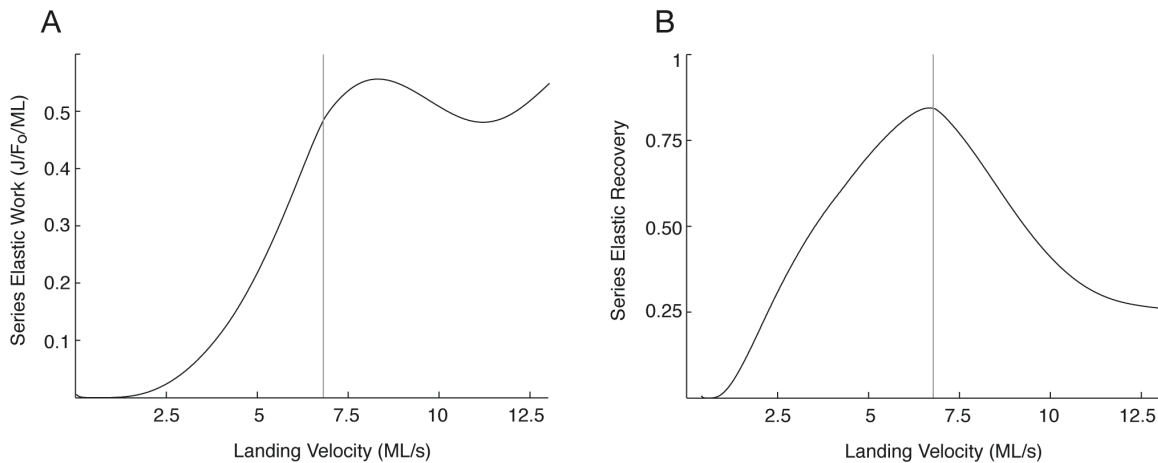 A
Series Elastic Work (J/Fo/ML)
0.5
0.4
0.3
0.2
0.1
2.5 5 7.5 10 12.5
Landing Velocity (ML/s)
B
Series Elastic Recovery
1
0.75
0.50
0.25
2.5 5 7.5 10 12.5
Landing Velocity (ML/s)